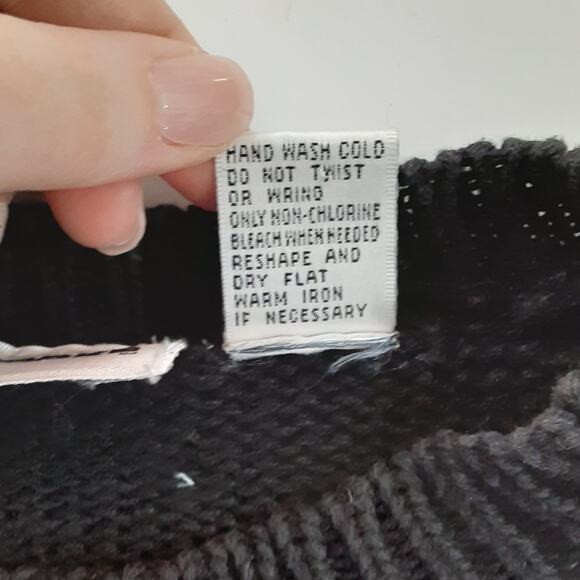 HAND WASH COLD
DO NOT TWIST
OR WRING
ONLY NON-CHLORINE
BLEACH WHEN NEEDED
RESHAPE AND
DRY FLAT
WARM IRON
IF NECESSARY